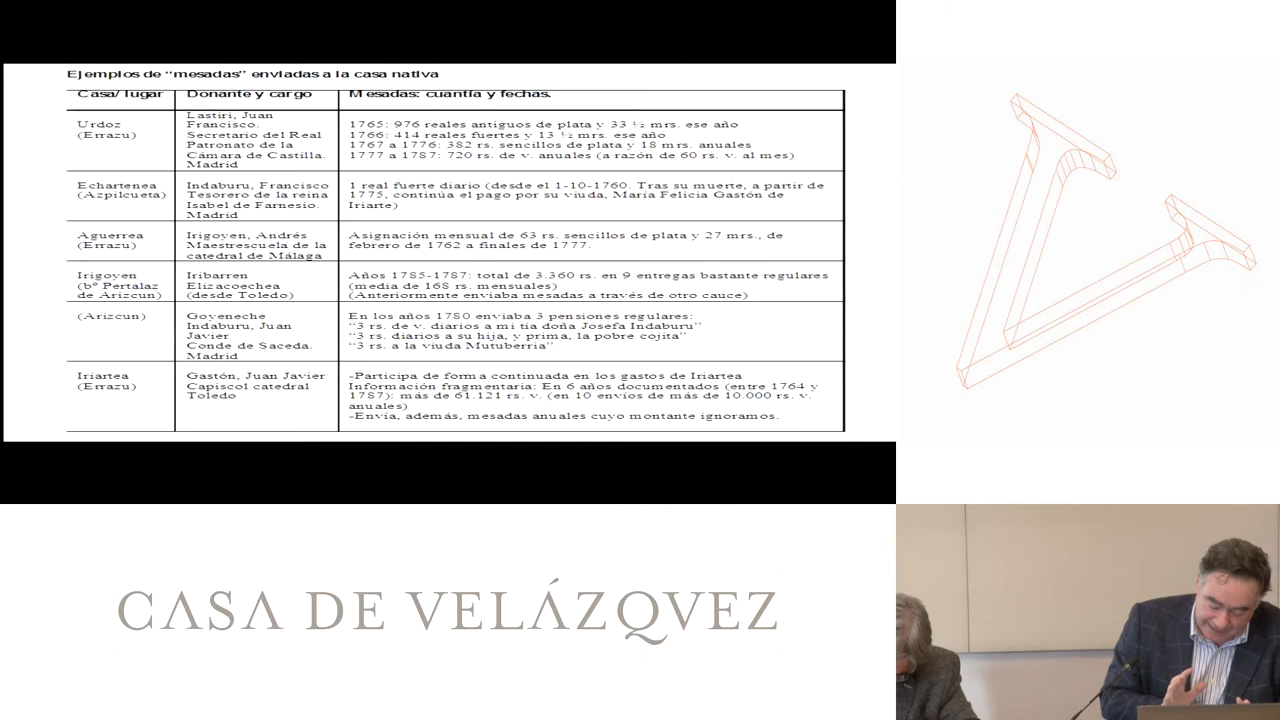 Ejemplos de “mesadas” enviadas a la casa nativa
Casa/lugar
Donante y cargo
Mesadas: cuantía y fechas.
Urdoz
(Errazu)
Lastiri, Juan
Francisco.
Secretario del Real
Patronato de la
Cámara de Castilla.
Madrid
1765: 976 reales antiguos de plata y 33 ½ mrs. ese año
1766: 414 reales fuertes y 13 ½ mrs. ese año
1767 a 1776: 382 rs. sencillos de plata y 18 mrs. anuales
1777 a 1787: 720 rs. de v. anuales (a razón de 60 rs. v. al mes)
Echartenea
(Azpilcueta)
Indaburu, Francisco
Tesorero de la reina
Isabel de Farnesio.
Madrid
1 real fuerte diario (desde el 1-10-1760. Tras su muerte, a partir de
1775, continúa el pago por su viuda, María Felicia Gastón de
Iriarte)
Aguerrea
(Errazu)
Irigoyen, Andrés
Maestrescuela de la
catedral de Málaga
Asignación mensual de 63 rs. sencillos de plata y 27 mrs., de
febrero de 1762 a finales de 1777.
Irigoyen
(bº Pertalaz
de Arizcun)
Iribarren
Elizacoechea
(desde Toledo)
Años 1785-1787: total de 3.360 rs. en 9 entregas bastante regulares
(media de 168 rs. mensuales)
(Anteriormente enviaba mesadas a través de otro cauce)
(Arizcun)
Goyeneche
Indaburu, Juan
Javier
Conde de Saceda.
Madrid
En los años 1780 enviaba 3 pensiones regulares:
“3 rs. de v. diarios a mi tía doña Josefa Indaburu”
“3 rs. diarios a su hija, y prima, la pobre cojita”
“3 rs. a la viuda Mutuberria”
Iriartea
(Errazu)
Gastón, Juan Javier
Capiscol catedral
Toledo
-Participa de forma continuada en los gastos de Iriartea
Información fragmentaria: En 6 años documentados (entre 1764 y
1787): más de 61.121 rs. v. (en 10 envíos de más de 10.000 rs. v.
anuales)
-Envía, además, mesadas anuales cuyo montante ignoramos.
CASA DE VELÁZQVEZ